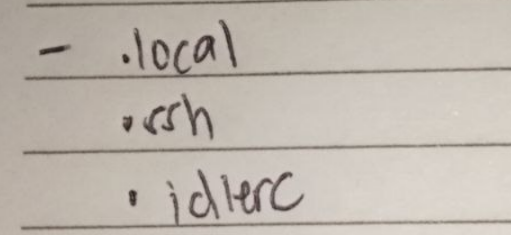 - .local
.ssh
.idlerc